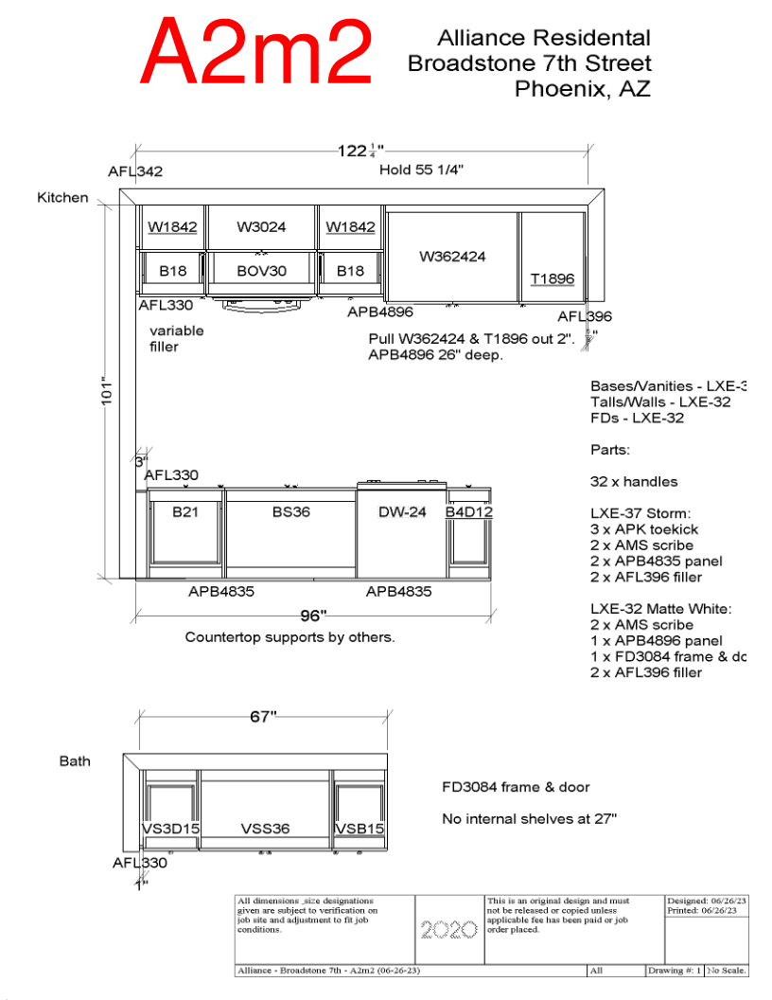 A2m2
Alliance Residental
Broadstone 7th Street
Phoenix, AZ
122 1/4"
AFL342
Hold 55 1/4"
Kitchen
W1842
W3024
W1842
W362424
B18
BOV30
B18
T1896
AFL330
APB4896
AFL396
variable
filler
Pull W362424 & T1896 out 2".
APB4896 26" deep.
101"
Bases/Vanities - LXE-3
Talls/Walls - LXE-32
FDs - LXE-32
Parts:
32 x handles
3"
AFL330
B21
BS36
DW-24
B4D12
LXE-37 Storm:
3 x APK toekick
2 x AMS scribe
2 x APB4835 panel
2 x AFL396 filler
APB4835
APB4835
96"
Countertop supports by others.
LXE-32 Matte White:
2 x AMS scribe
1 x APB4896 panel
1 x FD3084 frame & do
2 x AFL396 filler
67"
Bath
VS3D15
VSS36
VSB15
AFL330
1"
FD3084 frame & door
No internal shelves at 27"
All dimensions _size designations
given are subject to verification on
job site and adjustment to fit job
conditions.
2020
This is an original design and must
not be released or copied unless
applicable fee has been paid or job
order placed.
Designed: 06/26/23
Printed: 06/26/23
Alliance - Broadstone 7th - A2m2 (06-26-23)
All
Drawing #: 1
No Scale.